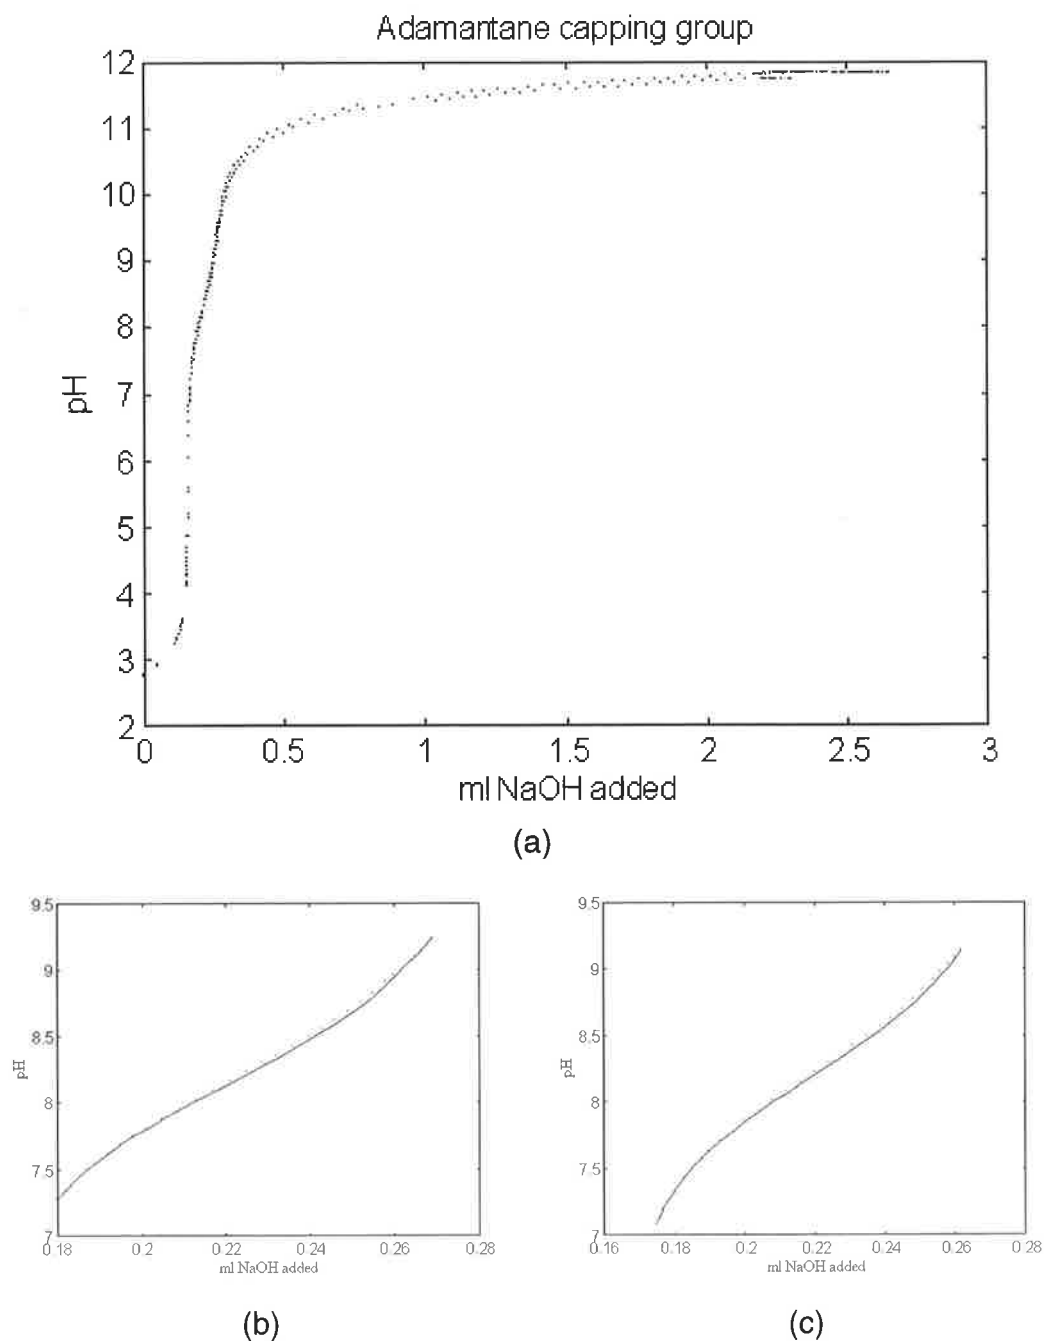 Adamantane capping group
12
11
10
9
8
7
6
5
4
3
2
pH
0 0.5 1 1.5 2 2.5 3
ml NaOH added
(a)
9.5
9
8.5
8
7.5
7
pH
0.18 0.2 0.22 0.24 0.26 0.28
ml NaOH added
(b)
9.5
9
8.5
8
7.5
7
pH
0.16 0.18 0.2 0.22 0.24 0.26 0.28
ml NaOH added
(c)